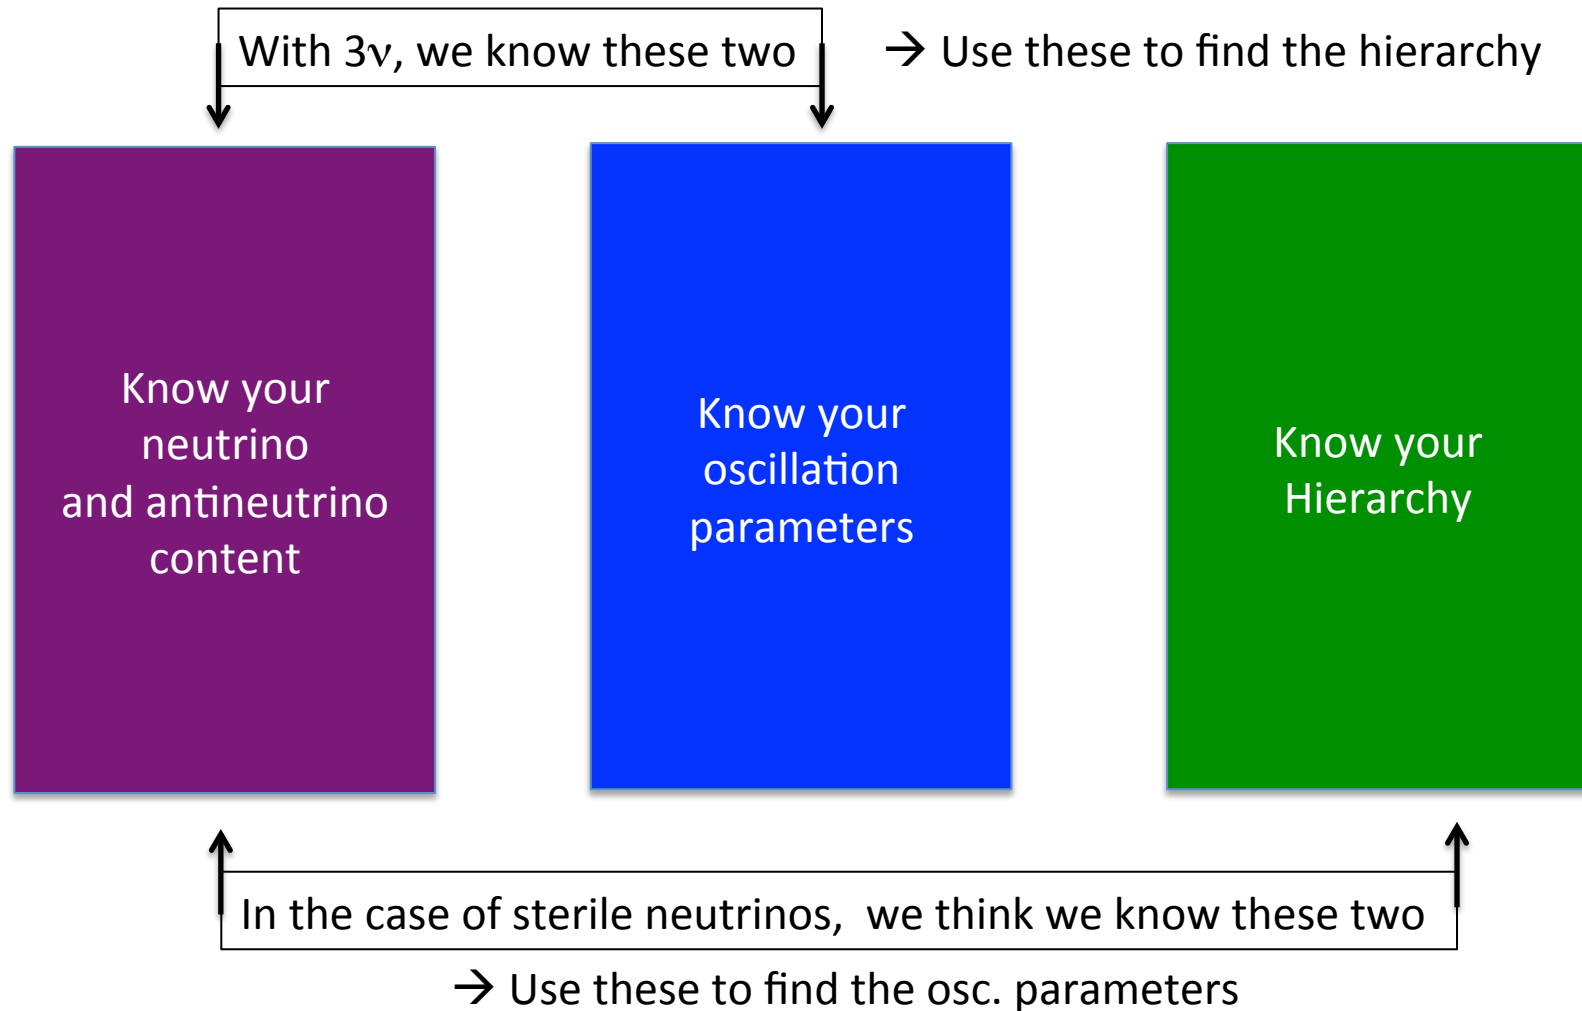 With 3ν, we know these two
→ Use these to find the hierarchy
Know your
neutrino
and antineutrino
content
Know your
oscillation
parameters
Know your
Hierarchy
In the case of sterile neutrinos,  we think we know these two
→ Use these to find the osc. parameters